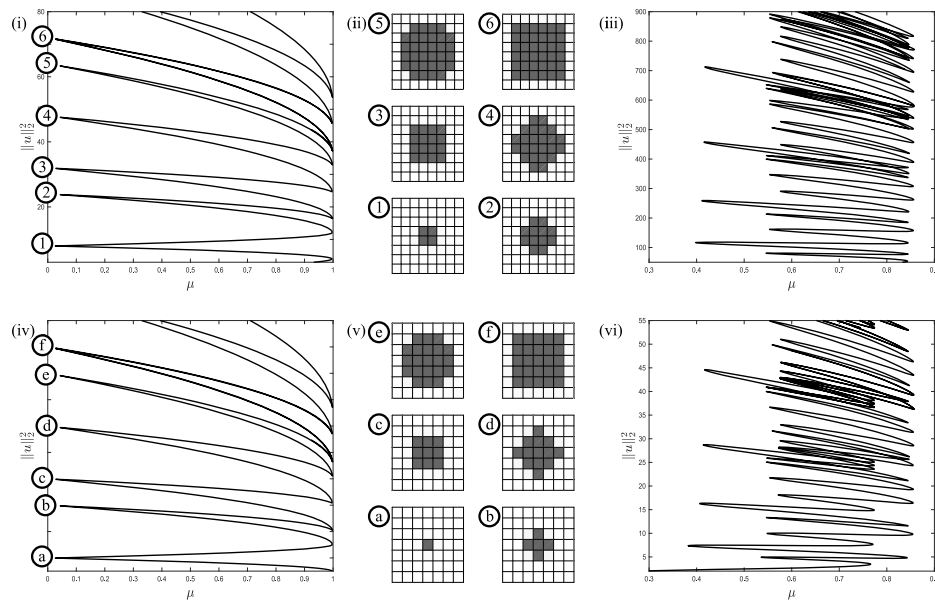 (i)
80
60
40
20
||u||₂²
6
5
4
3
2
1
0 0.1 0.2 0.3 0.4 0.5 0.6 0.7 0.8 0.9 1
μ
(ii)
5 6
3 4
1 2
(iii)
900
800
700
600
500
400
300
200
100
||u||₂²
0.3 0.4 0.5 0.6 0.7 0.8 0.9
μ
(iv)
||u||₂²
f
e
d
c
b
a
0 0.1 0.2 0.3 0.4 0.5 0.6 0.7 0.8 0.9 1
μ
(v)
e f
c d
a b
(vi)
55
50
45
40
35
30
25
20
15
10
5
||u||₂²
0.3 0.4 0.5 0.6 0.7 0.8 0.9
μ